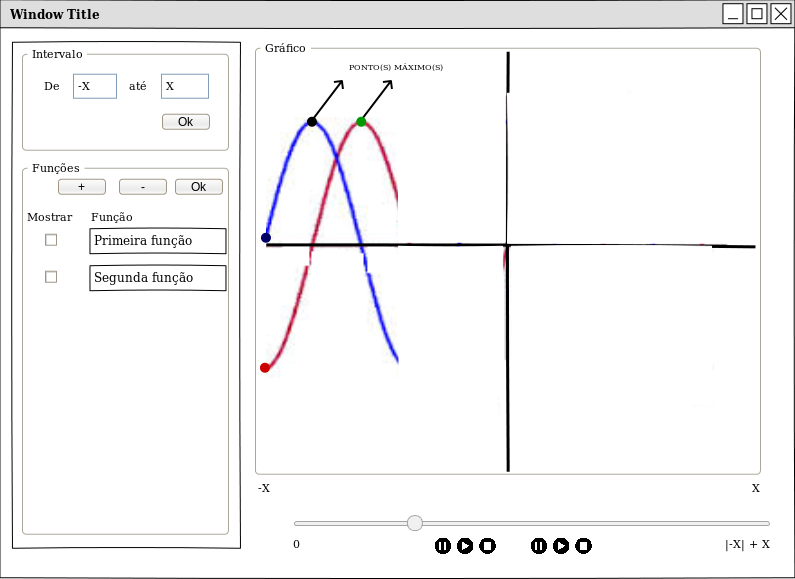 Window Title
Intervalo
De -X até X
Ok
Funções
+ - Ok
Mostrar Função
Primeira função
Segunda função
Gráfico
PONTO(S) MÁXIMO(S)
-X X
0 |-X| + X